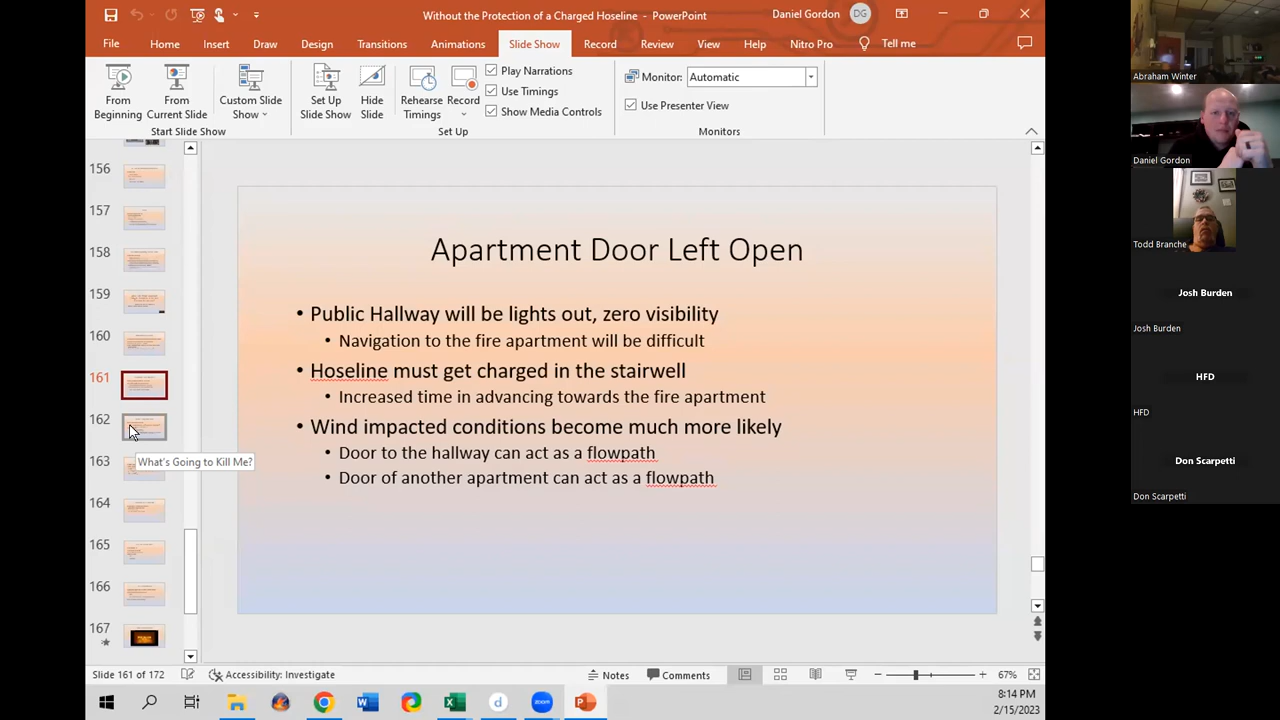 Without the Protection of a Charged Hoseline - PowerPoint
Daniel Gordon
DG
File
Home
Insert
Draw
Design
Transitions
Animations
Slide Show
Record
Review
View
Help
Nitro Pro
Tell me
From Beginning
From Current Slide
Custom Slide Show
Set Up Slide Show
Hide Slide
Rehearse Timings
Record
Play Narrations
Use Timings
Show Media Controls
Monitor:
Automatic
Use Presenter View
Start Slide Show
Set Up
Monitors
156
157
158
159
160
161
162
163
164
165
166
167
What's Going to Kill Me?
Apartment Door Left Open
• Public Hallway will be lights out, zero visibility
• Navigation to the fire apartment will be difficult
• Hoseline must get charged in the stairwell
• Increased time in advancing towards the fire apartment
• Wind impacted conditions become much more likely
• Door to the hallway can act as a flowpath
• Door of another apartment can act as a flowpath
Slide 161 of 172
Accessibility: Investigate
Notes
Comments
67%
8:14 PM
2/15/2023
Abraham Winter
Daniel Gordon
Todd Branche
Josh Burden
Josh Burden
HFD
HFD
Don Scarpetti
Don Scarpetti